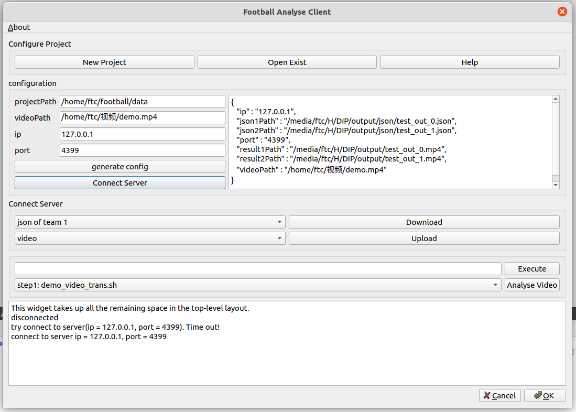 Football Analyse Client
About
Configure Project
New Project Open Exist Help
configuration
projectPath /home/ftc/football/data
videoPath /home/ftc/视频/demo.mp4
ip 127.0.0.1
port 4399
generate config
Connect Server
{
"ip" : "127.0.0.1",
"json1Path" : "/media/ftc/H/DIP/output/json/test_out_0.json",
"json2Path" : "/media/ftc/H/DIP/output/json/test_out_1.json",
"port" : "4399",
"result1Path" : "/media/ftc/H/DIP/output/test_out_0.mp4",
"result2Path" : "/media/ftc/H/DIP/output/test_out_1.mp4",
"videoPath" : "/home/ftc/视频/demo.mp4"
}
Connect Server
json of team 1 Download
video Upload
Execute
step1: demo_video_trans.sh Analyse Video
This widget takes up all the remaining space in the top-level layout.
disconnected
try connect to server(ip = 127.0.0.1, port = 4399). Time out!
connect to server ip = 127.0.0.1, port = 4399
Cancel OK